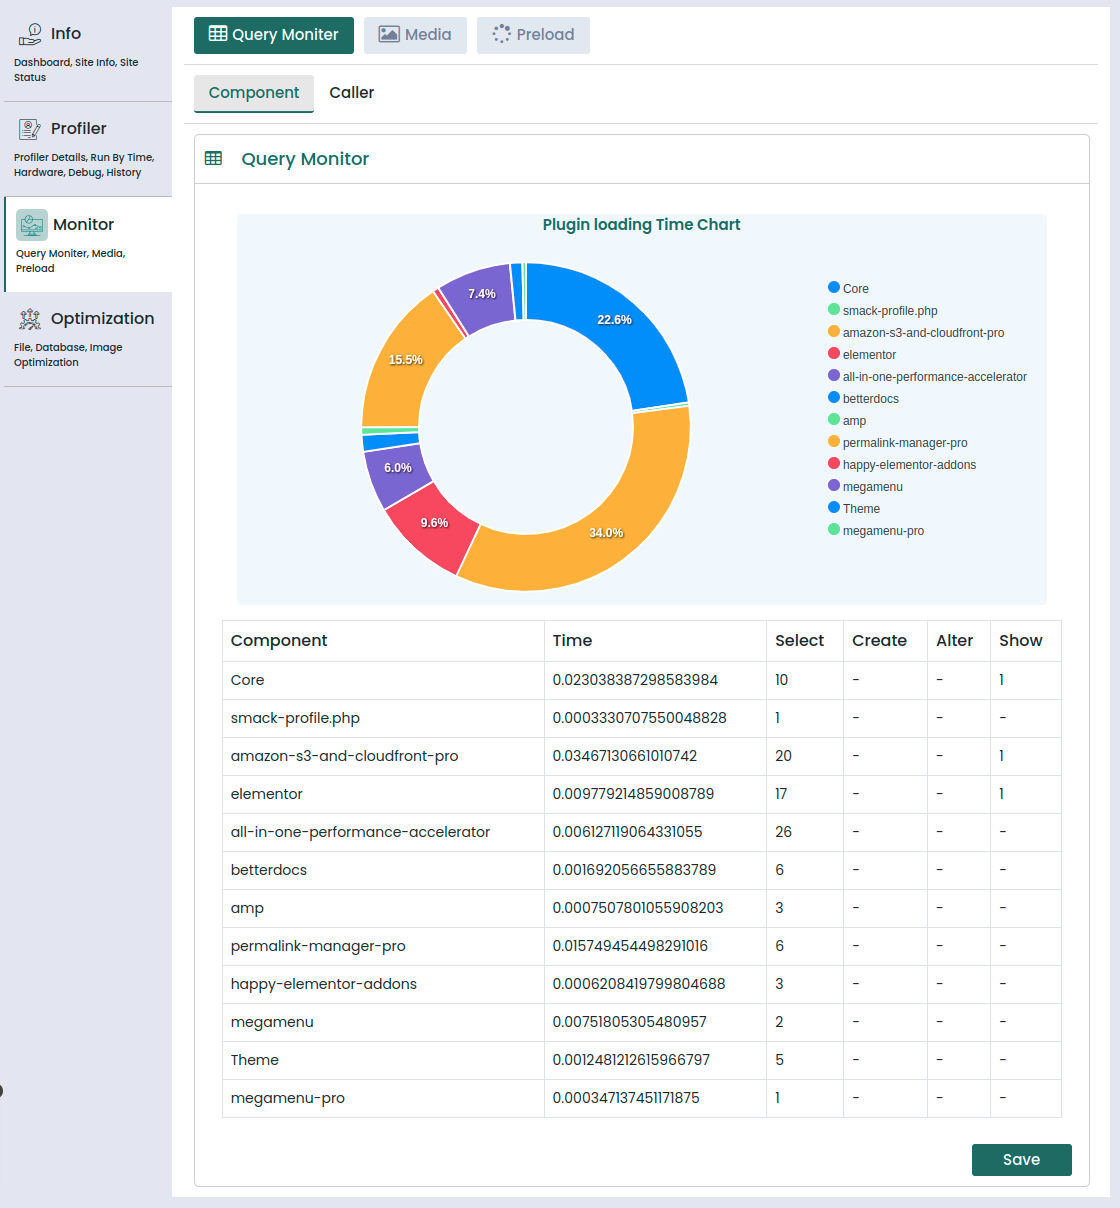 Info
Dashboard, Site Info, Site
Status
Profiler
Profiler Details, Run By Time,
Hardware, Debug, History
Monitor
Query Moniter, Media,
Preload
Optimization
File, Database, Image
Optimization
Query Moniter Media Preload
Component Caller
Query Monitor
Plugin loading Time Chart
22.6%
34.0%
9.6%
6.0%
15.5%
7.4%
Core
smack-profile.php
amazon-s3-and-cloudfront-pro
elementor
all-in-one-performance-accelerator
betterdocs
amp
permalink-manager-pro
happy-elementor-addons
megamenu
Theme
megamenu-pro
Component Time Select Create Alter Show
Core 0.023038387298583984 10 - - 1
smack-profile.php 0.0003330707550048828 1 - - -
amazon-s3-and-cloudfront-pro 0.03467130661010742 20 - - 1
elementor 0.009779214859008789 17 - - 1
all-in-one-performance-accelerator 0.006127119064331055 26 - - -
betterdocs 0.001692056655883789 6 - - -
amp 0.0007507801055908203 3 - - -
permalink-manager-pro 0.015749454498291016 6 - - -
happy-elementor-addons 0.0006208419799804688 3 - - -
megamenu 0.00751805305480957 2 - - -
Theme 0.0012481212615966797 5 - - -
megamenu-pro 0.000347137451171875 1 - - -
Save